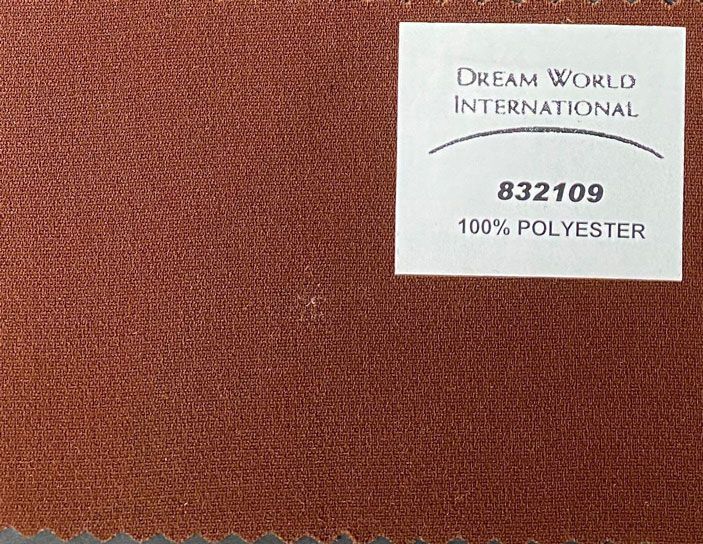 DREAM WORLD
INTERNATIONAL
832109
100% POLYESTER